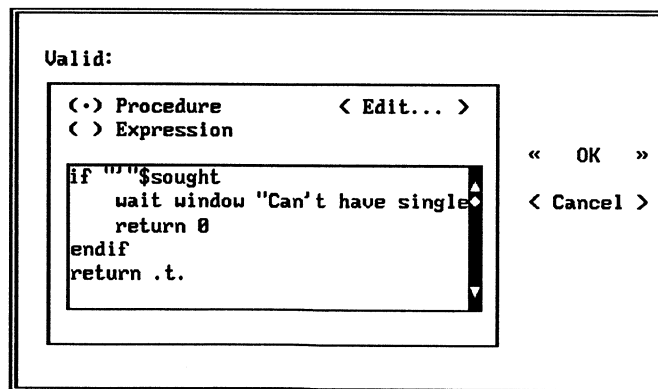 Valid:
(·) Procedure < Edit... >
( ) Expression
if "'"$sought
wait window "Can't have single
return 0
endif
return .t.
« OK »
< Cancel >